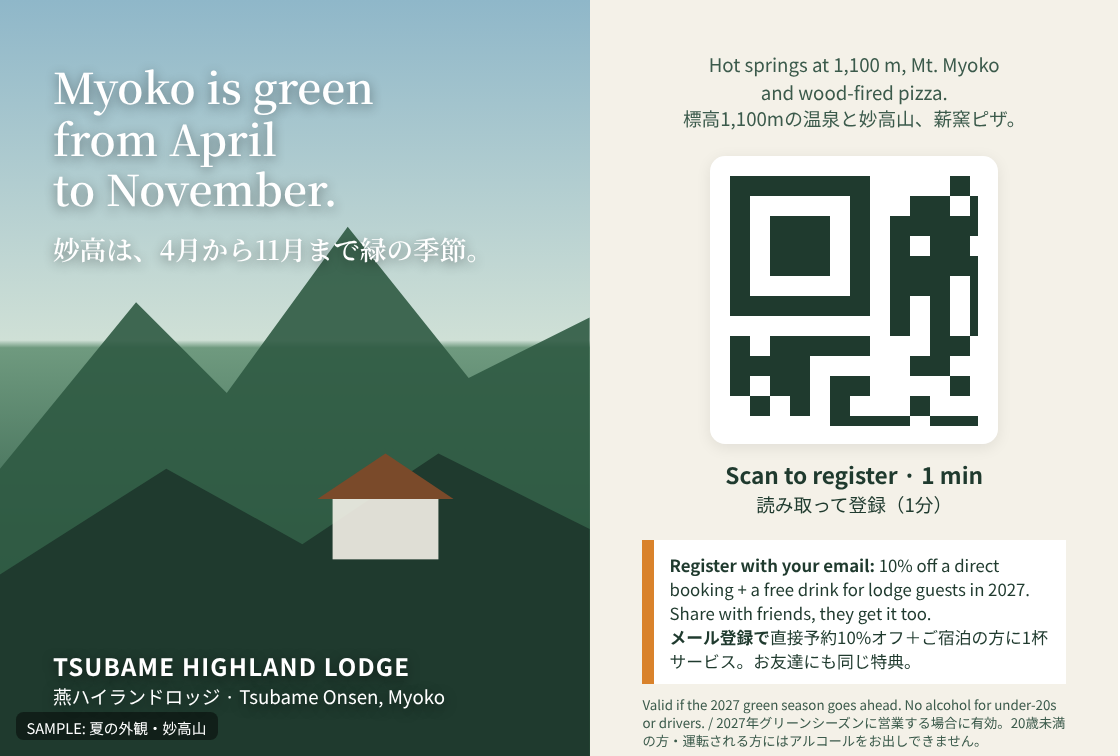 Myoko is green
from April
to November.
妙高は、4月から11月まで緑の季節。
TSUBAME HIGHLAND LODGE
燕ハイランドロッジ · Tsubame Onsen, Myoko
SAMPLE: 夏の外観・妙高山
Hot springs at 1,100 m, Mt. Myoko
and wood-fired pizza.
標高1,100mの温泉と妙高山、薪窯ピザ。
Scan to register · 1 min
読み取って登録（1分）
Register with your email: 10% off a direct
booking + a free drink for lodge guests in 2027.
Share with friends, they get it too.
メール登録で直接予約10%オフ＋ご宿泊の方に1杯
サービス。お友達にも同じ特典。
Valid if the 2027 green season goes ahead. No alcohol for under-20s
or drivers. / 2027年グリーンシーズンに営業する場合に有効。20歳未満
の方・運転される方にはアルコールをお出しできません。